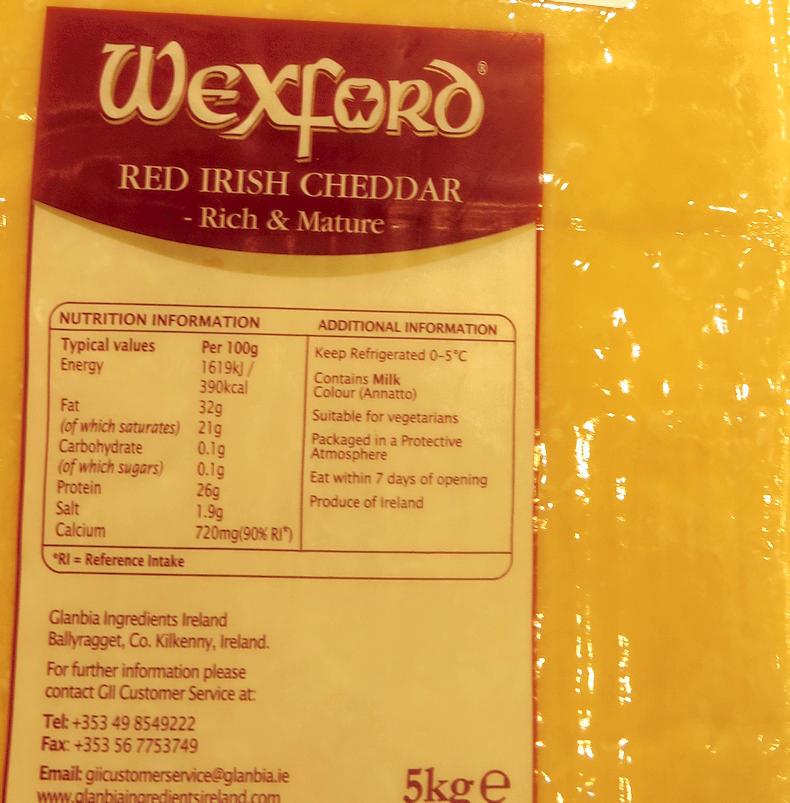 Wexford®
RED IRISH CHEDDAR
- Rich & Mature -
NUTRITION INFORMATION
Typical values Per 100g
Energy 1619kJ /
390kcal
Fat 32g
(of which saturates) 21g
Carbohydrate 0.1g
(of which sugars) 0.1g
Protein 26g
Salt 1.9g
Calcium 720mg(90% RI*)
ADDITIONAL INFORMATION
Keep Refrigerated 0-5°C
Contains Milk
Colour (Annatto)
Suitable for vegetarians
Packaged in a Protective
Atmosphere
Eat within 7 days of opening
Produce of Ireland
*RI = Reference Intake
Glanbia Ingredients Ireland
Ballyragget, Co. Kilkenny, Ireland.
For further information please
contact GII Customer Service at:
Tel: +353 49 8549222
Fax: +353 56 7753749
Email: giicustomerservice@glanbia.ie
www.glanbiaingredientsireland.com
5kg e